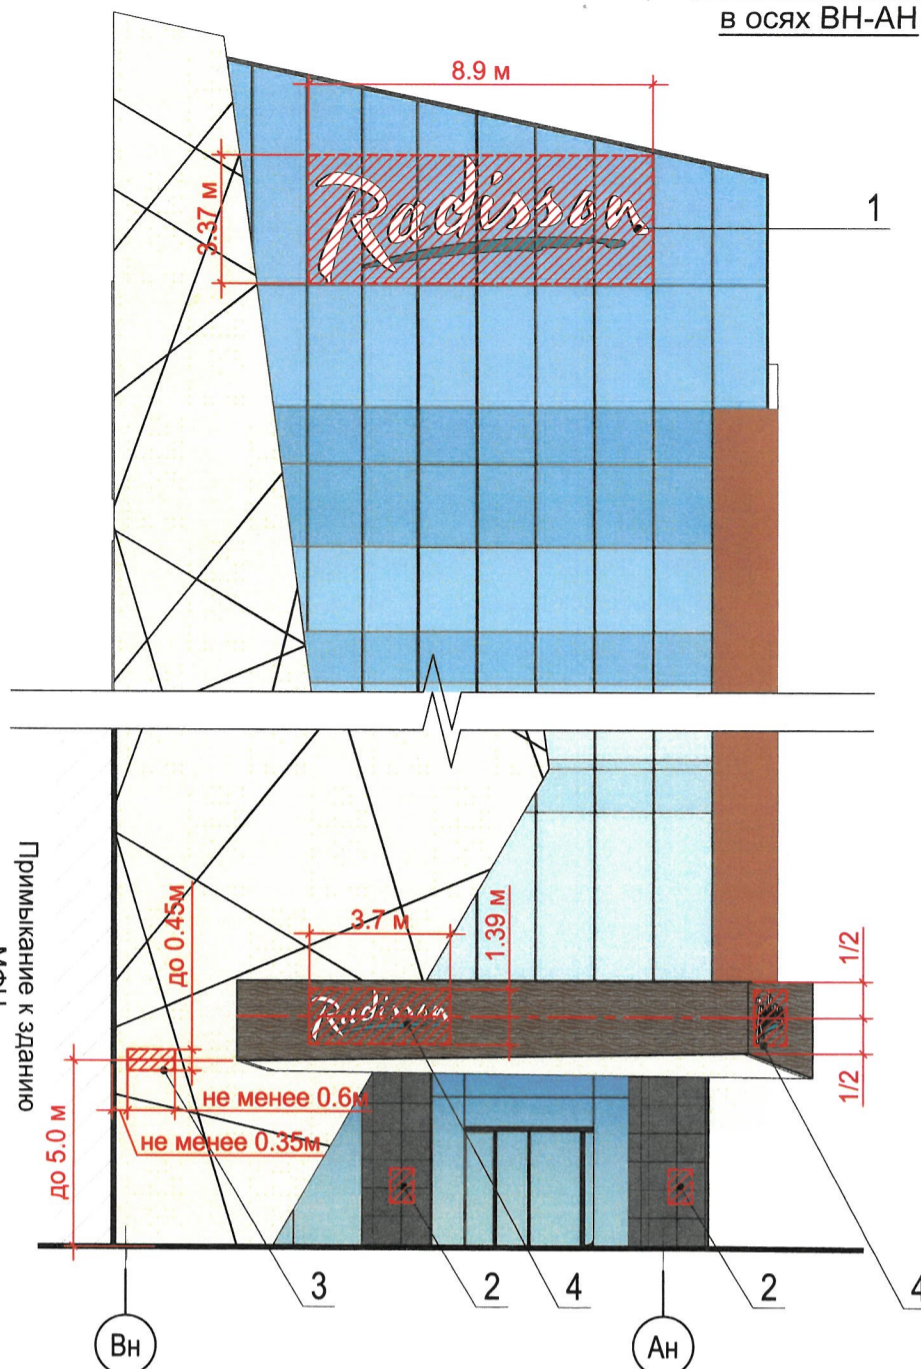 в осях ВН-АН
8.9 м
3.37 м
Radisson
1
Примыкание к зданию
до 0.45м
3.7 м
1.39 м
1/2
Radisson
1/2
не менее 0.6м
не менее 0.35м
до 5.0 м
3
2
4
2
4
Вн
Ан